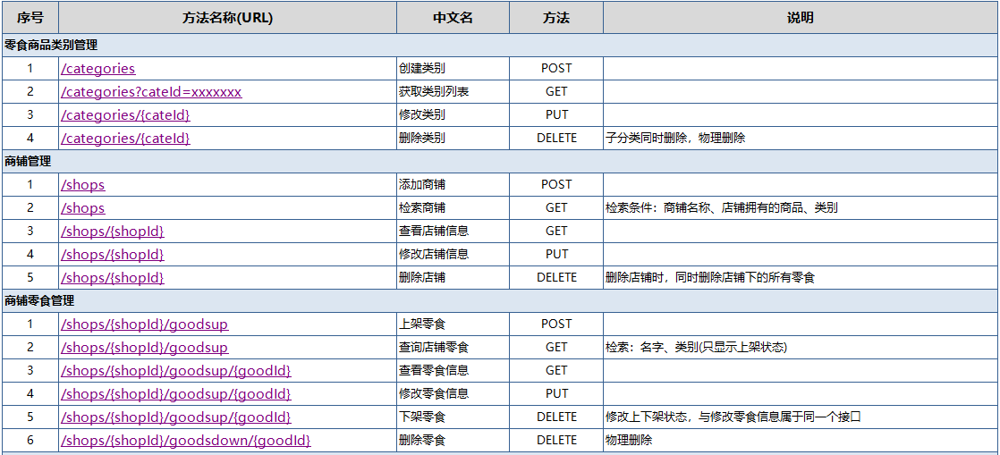 序号 方法名称(URL) 中文名 方法 说明
零食商品类别管理
1 /categories 创建类别 POST
2 /categories?cateId=xxxxxxx 获取类别列表 GET
3 /categories/{cateId} 修改类别 PUT
4 /categories/{cateId} 删除类别 DELETE 子分类同时删除，物理删除
商铺管理
1 /shops 添加商铺 POST
2 /shops 检索商铺 GET 检索条件：商铺名称、店铺拥有的商品、类别
3 /shops/{shopId} 查看店铺信息 GET
4 /shops/{shopId} 修改店铺信息 PUT
5 /shops/{shopId} 删除店铺 DELETE 删除店铺时，同时删除店铺下的所有零食
商铺零食管理
1 /shops/{shopId}/goodsup 上架零食 POST
2 /shops/{shopId}/goodsup 查询店铺零食 GET 检索：名字、类别(只显示上架状态)
3 /shops/{shopId}/goodsup/{goodId} 查看零食信息 GET
4 /shops/{shopId}/goodsup/{goodId} 修改零食信息 PUT
5 /shops/{shopId}/goodsup/{goodId} 下架零食 DELETE 修改上下架状态，与修改零食信息属于同一个接口
6 /shops/{shopId}/goodsdown/{goodId} 删除零食 DELETE 物理删除